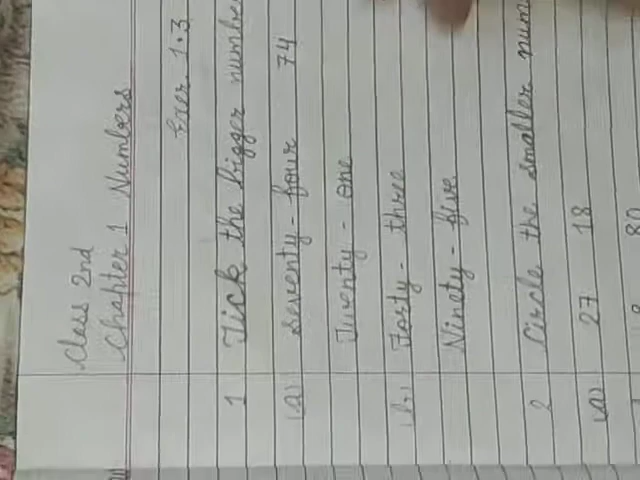 Class 2nd
Chapter 1 Numbers
Exer. 1.3
1 Tick the bigger number
(a) Seventy-four 74
Twenty-one
(b) Forty-three
Ninety-five
2 Circle the smaller num
(a) 27 18
80